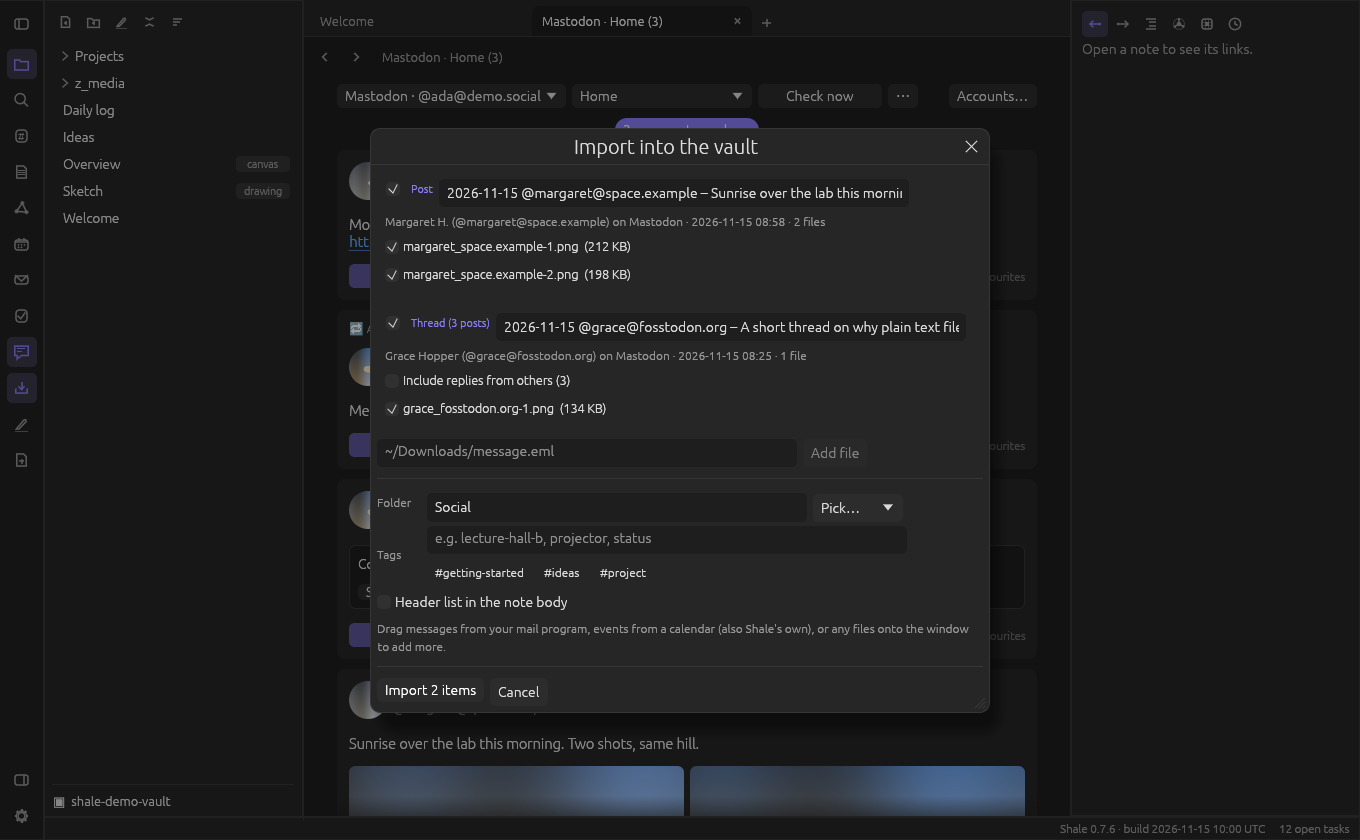 Welcome
Mastodon · Home (3)
Projects
z_media
Daily log
Ideas
Overview
canvas
Sketch
drawing
Welcome
shale-demo-vault
Mastodon · Home (3)
Mastodon · @ada@demo.social
Home
Check now
Accounts…
Open a note to see its links.
Import into the vault
Post
2026-11-15 @margaret@space.example – Sunrise over the lab this mornin
Margaret H. (@margaret@space.example) on Mastodon · 2026-11-15 08:58 · 2 files
margaret_space.example-1.png (212 KB)
margaret_space.example-2.png (198 KB)
Thread (3 posts)
2026-11-15 @grace@fosstodon.org – A short thread on why plain text file
Grace Hopper (@grace@fosstodon.org) on Mastodon · 2026-11-15 08:25 · 1 file
Include replies from others (3)
grace_fosstodon.org-1.png (134 KB)
~/Downloads/message.eml
Add file
Folder
Social
Pick…
Tags
e.g. lecture-hall-b, projector, status
#getting-started #ideas #project
Header list in the note body
Drag messages from your mail program, events from a calendar (also Shale's own), or any files onto the window
to add more.
Import 2 items
Cancel
Mo
htt
ourites
Me
ourites
Co
ourites
Sunrise over the lab this morning. Two shots, same hill.
Shale 0.7.6 · build 2026-11-15 10:00 UTC
12 open tasks